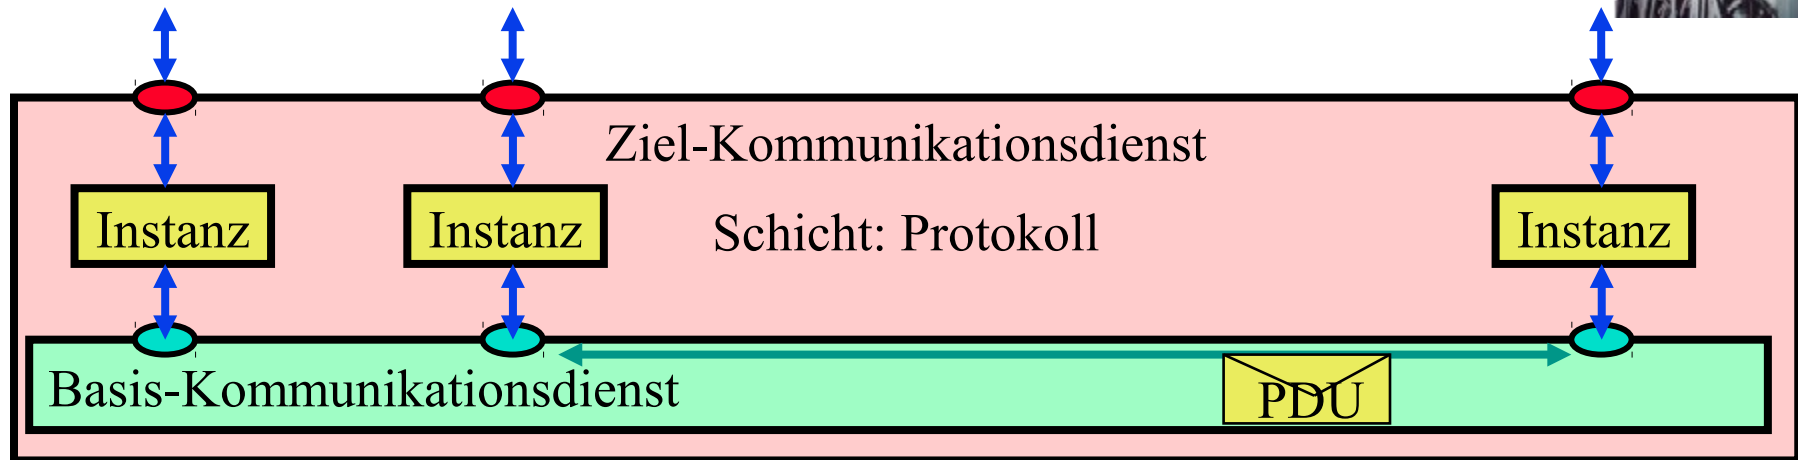 Ziel-Kommunikationsdienst
Instanz
Instanz
Schicht: Protokoll
Instanz
Basis-Kommunikationsdienst
PDU